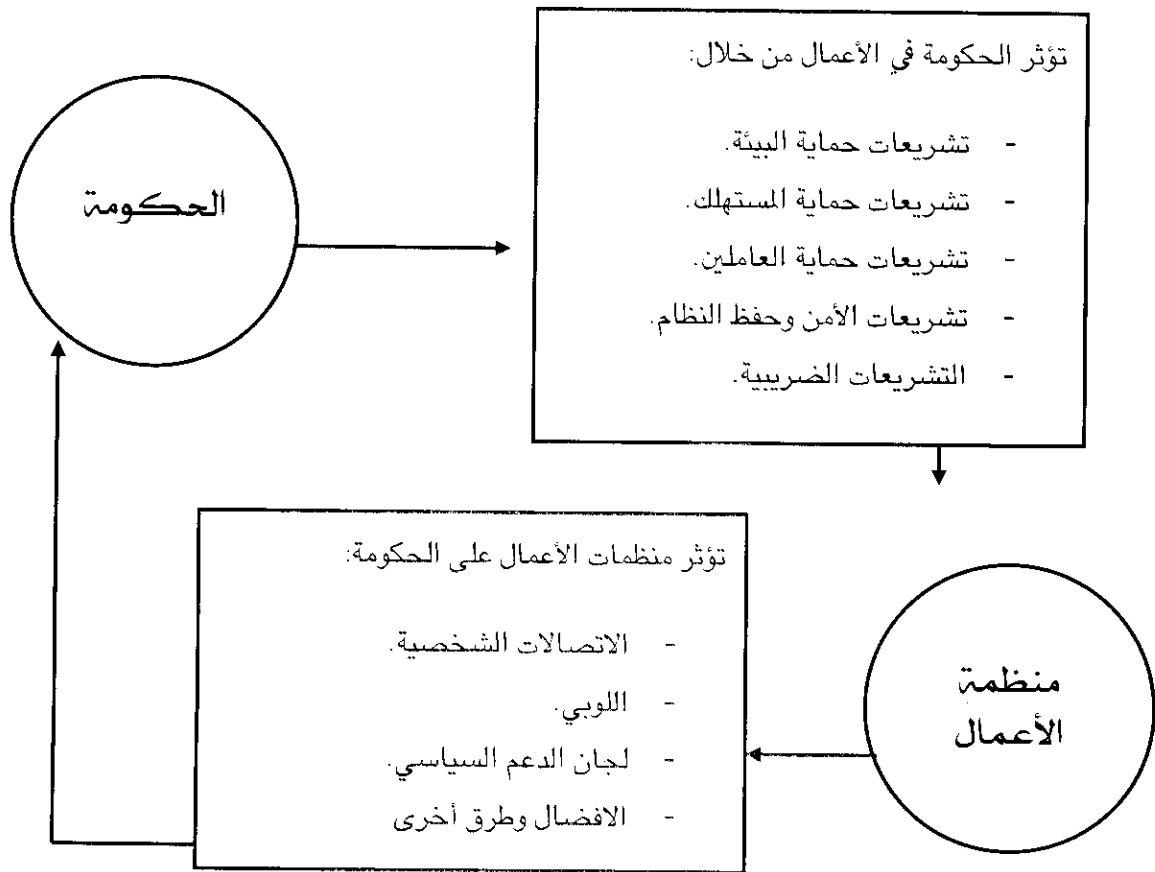 الحكومة
تؤثر الحكومة في الأعمال من خلال:
- تشريعات حماية البيئة.
- تشريعات حماية المستهلك.
- تشريعات حماية العاملين.
- تشريعات الأمن وحفظ النظام.
- التشريعات الضريبية.
منظمة
الأعمال
تؤثر منظمات الأعمال على الحكومة:
- الاتصالات الشخصية.
- اللوبي.
- لجان الدعم السياسي.
- الافضال وطرق أخرى